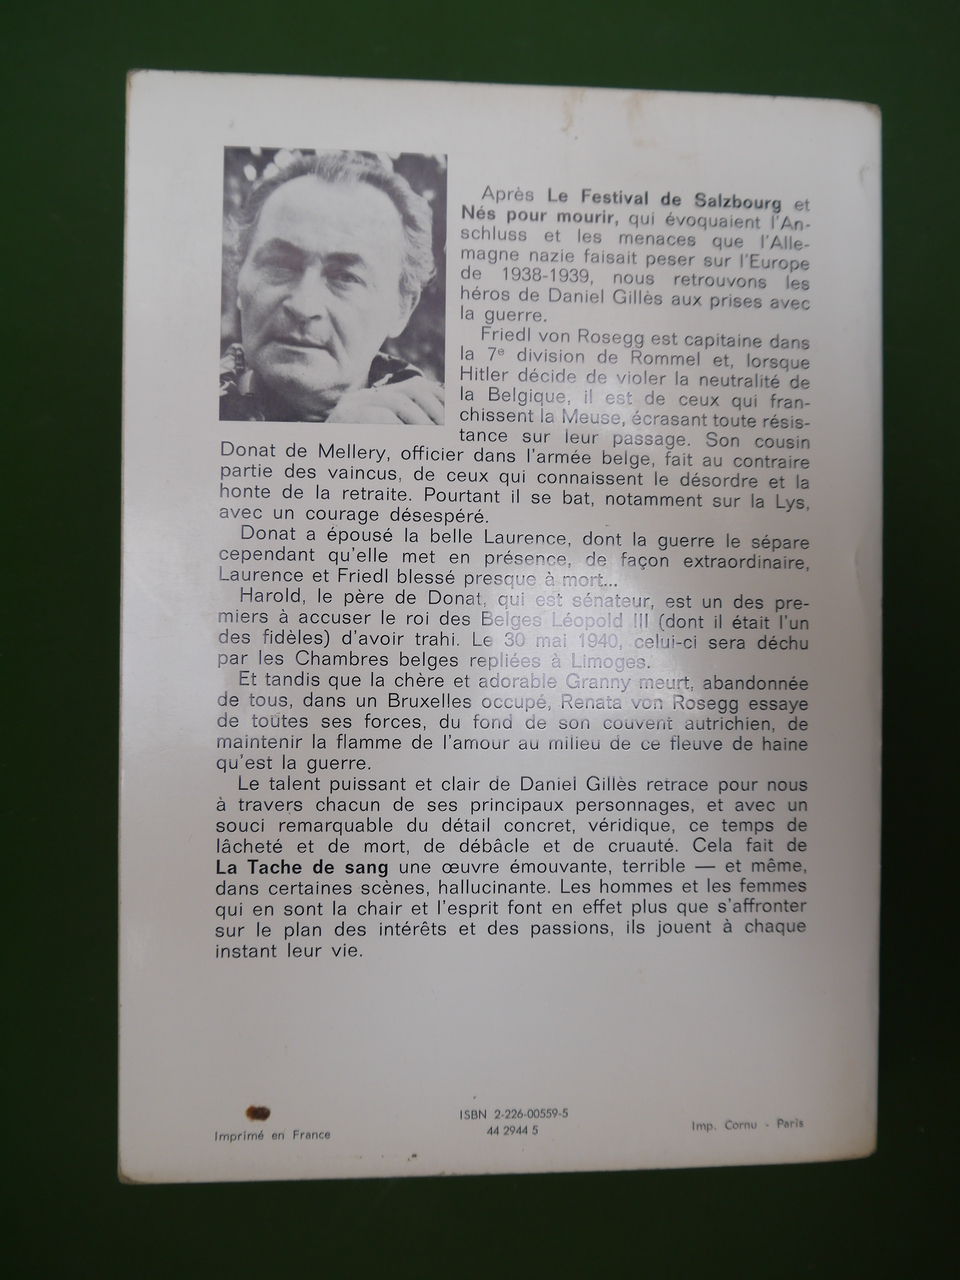 Après Le Festival de Salzbourg et
Nés pour mourir, qui évoquaient l'An-
schluss et les menaces que l'Alle-
magne nazie faisait peser sur l'Europe
de 1938-1939, nous retrouvons les
héros de Daniel Gillès aux prises avec
la guerre.
Friedl von Rosegg est capitaine dans
la 7e division de Rommel et, lorsque
Hitler décide de violer la neutralité de
la Belgique, il est de ceux qui fran-
chissent la Meuse, écrasant toute résis-
tance sur leur passage. Son cousin
Donat de Mellery, officier dans l'armée belge, fait au contraire
partie des vaincus, de ceux qui connaissent le désordre et la
honte de la retraite. Pourtant il se bat, notamment sur la Lys,
avec un courage désespéré.
Donat a épousé la belle Laurence, dont la guerre le sépare
cependant qu'elle met en présence, de façon extraordinaire,
Laurence et Friedl blessé presque à mort...
Harold, le père de Donat, qui est sénateur, est un des pre-
miers à accuser le roi des Belges Léopold III (dont il était l'un
des fidèles) d'avoir trahi. Le 30 mai 1940, celui-ci sera déchu
par les Chambres belges repliées à Limoges.
Et tandis que la chère et adorable Granny meurt, abandonnée
de tous, dans un Bruxelles occupé, Renata von Rosegg essaye
de toutes ses forces, du fond de son couvent autrichien, de
maintenir la flamme de l'amour au milieu de ce fleuve de haine
qu'est la guerre.
Le talent puissant et clair de Daniel Gillès retrace pour nous
à travers chacun de ses principaux personnages, et avec un
souci remarquable du détail concret, véridique, ce temps de
lâcheté et de mort, de débâcle et de cruauté. Cela fait de
La Tache de sang une œuvre émouvante, terrible — et même,
dans certaines scènes, hallucinante. Les hommes et les femmes
qui en sont la chair et l'esprit font en effet plus que s'affronter
sur le plan des intérêts et des passions, ils jouent à chaque
instant leur vie.
ISBN 2-226-00559-5
44 2944 5
Imprimé en France
Imp. Cornu - Paris